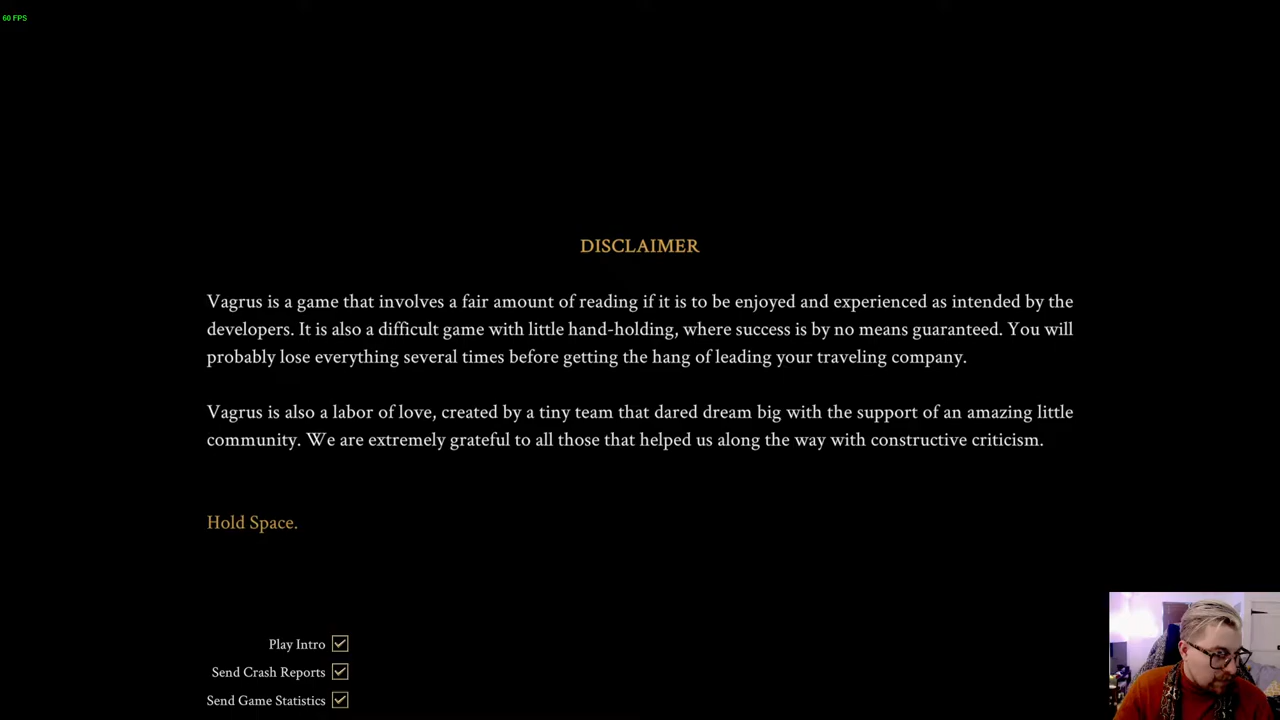 60 FPS
DISCLAIMER
Vagrus is a game that involves a fair amount of reading if it is to be enjoyed and experienced as intended by the
developers. It is also a difficult game with little hand-holding, where success is by no means guaranteed. You will
probably lose everything several times before getting the hang of leading your traveling company.
Vagrus is also a labor of love, created by a tiny team that dared dream big with the support of an amazing little
community. We are extremely grateful to all those that helped us along the way with constructive criticism.
Hold Space.
Play Intro
Send Crash Reports
Send Game Statistics